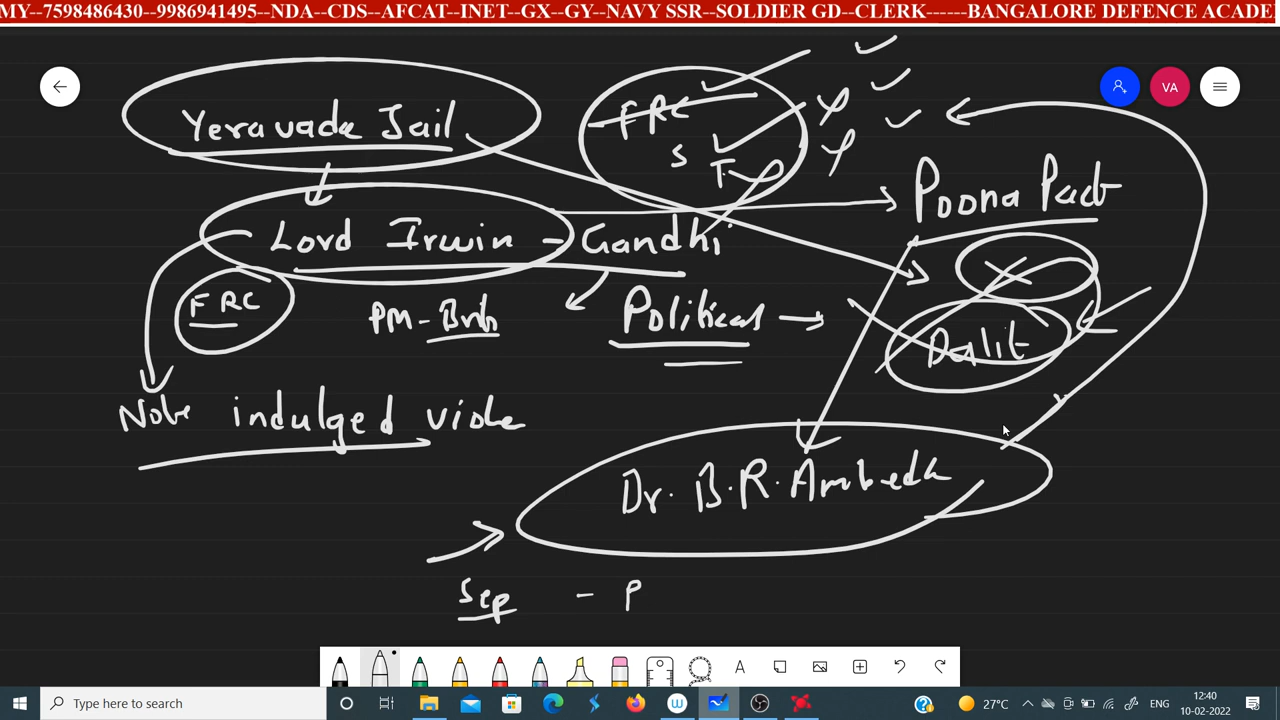 MY--7598486430--9986941495--NDA--CDS--AFCAT--INET--GX--GY--NAVY SSR--SOLDIER GD--CLERK------BANGALORE DEFENCE ACADE
VA
Yeravada Jail
FRC
S
T
Poona Pact
Lord Irwin - Gandhi
FRC
PM - Brit
Political
Dalit
Note indulged viole
Dr. B.R. Ambedk
Sep - P
A
Type here to search
27°C
12:40
10-02-2022